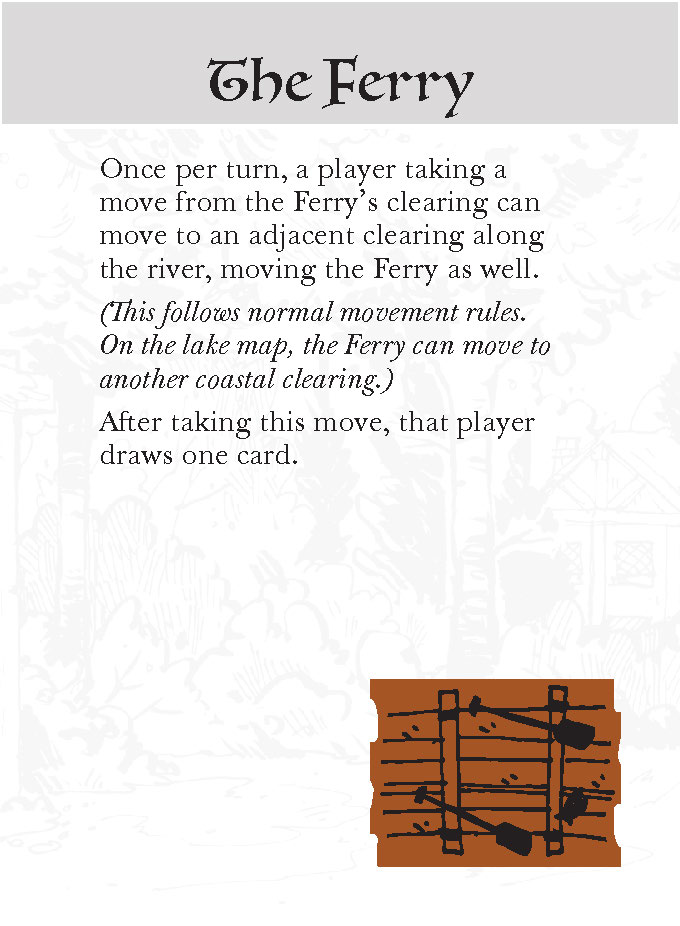 The Ferry
Once per turn, a player taking a
move from the Ferry’s clearing can
move to an adjacent clearing along
the river, moving the Ferry as well.
(This follows normal movement rules.
On the lake map, the Ferry can move to
another coastal clearing.)
After taking this move, that player
draws one card.